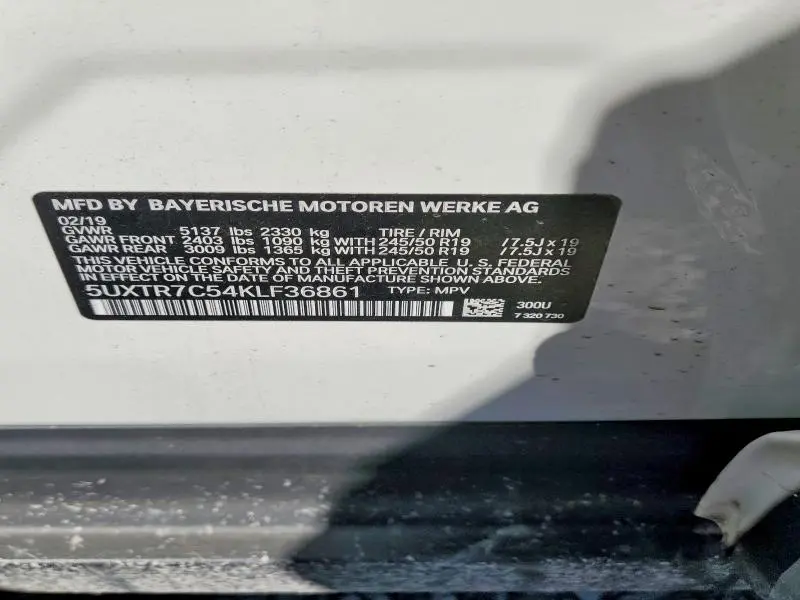 MFD BY BAYERISCHE MOTOREN WERKE AG
02/19
GVWR 5137 lbs 2330 kg TIRE / RIM
GAWR FRONT 2403 lbs 1090 kg WITH 245/50 R19 /7.5J x 19
GAWR REAR 3009 lbs 1365 kg WITH 245/50 R19 /7.5J x 19
THIS VEHICLE CONFORMS TO ALL APPLICABLE U. S. FEDERAL
MOTOR VEHICLE SAFETY AND THEFT PREVENTION STANDARDS
IN EFFECT ON THE DATE OF MANUFACTURE SHOWN ABOVE.
5UXTR7C54KLF36861 TYPE: MPV
300U
7 320 730